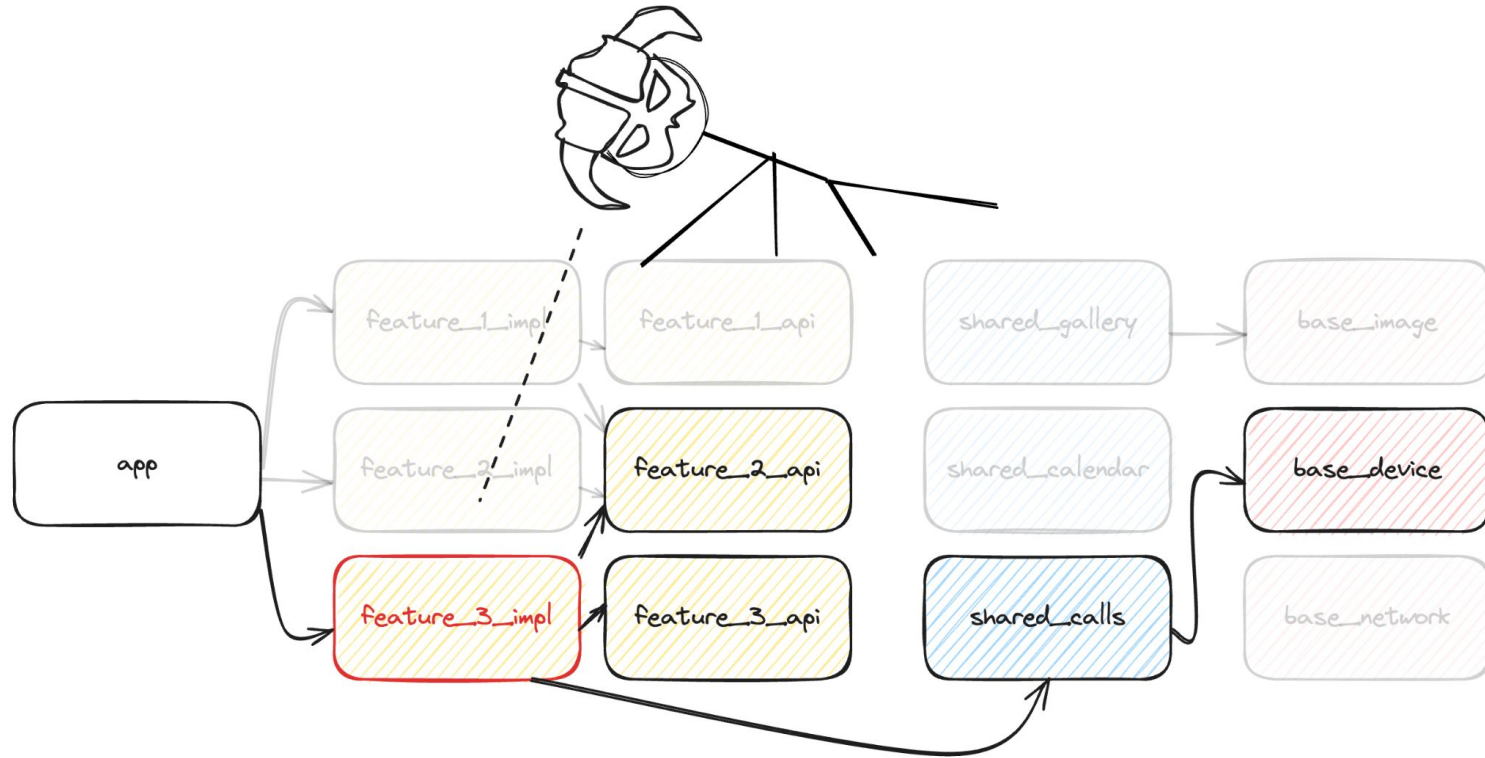 feature_1_impl
feature_1_api
shared_gallery
base_image
app
feature_2_impl
feature_2_api
shared_calendar
base_device
feature_3_impl
feature_3_api
shared_calls
base_network